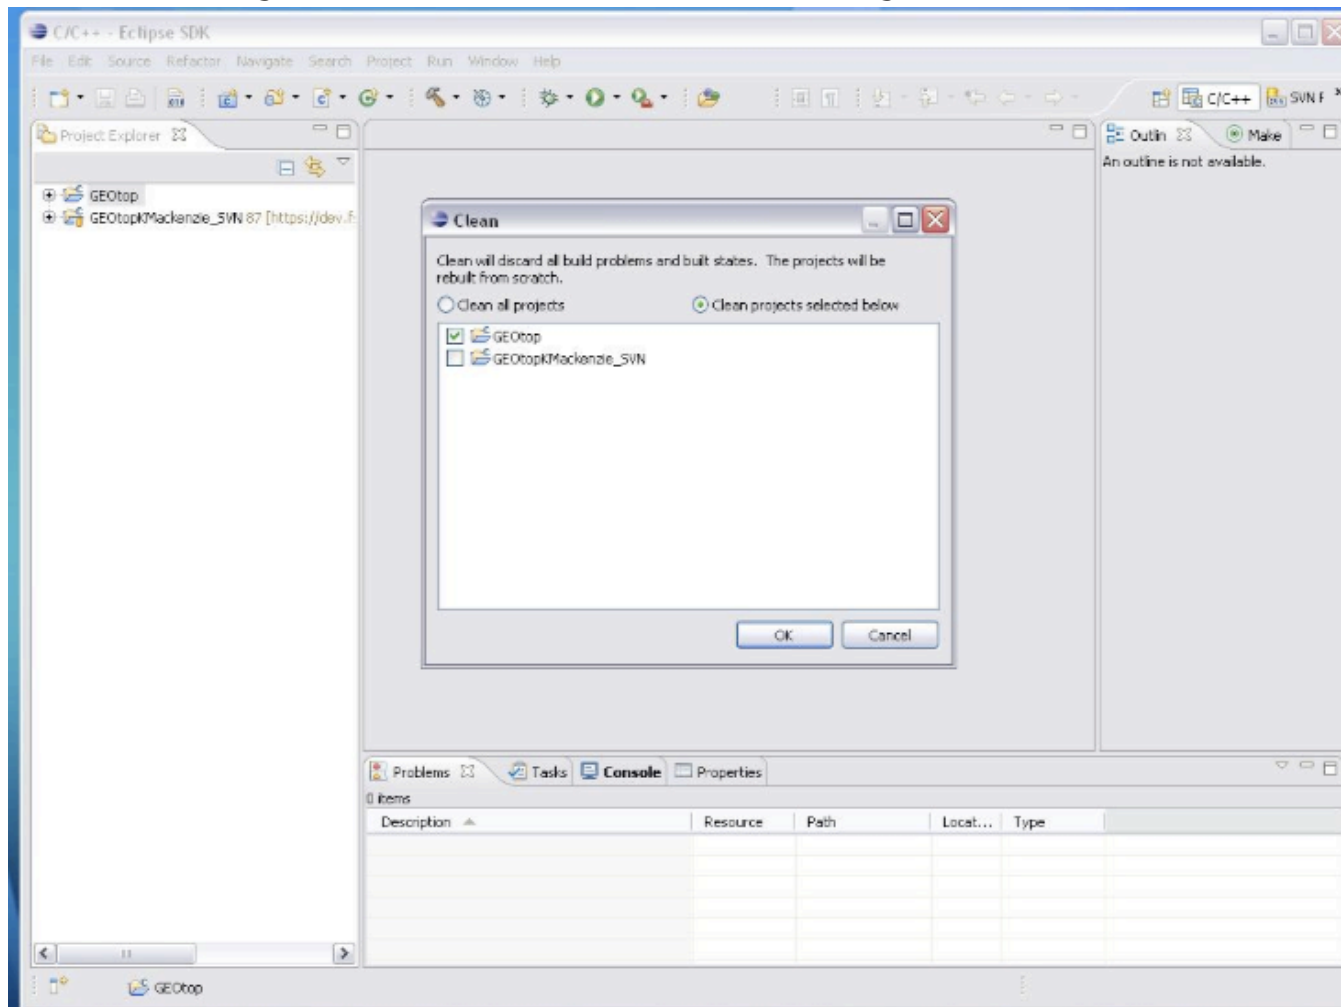 C/C++ - Eclipse SDK
File Edit Source Refactor Navigate Search Project Run Window Help
C/C++
SVN F
Project Explorer
Outlin
Make
An outline is not available.
GEOtop
GEOtopKMackenzie_SVN 87 [https://dev.f
Clean
Clean will discard all build problems and built states. The projects will be
rebuilt from scratch.
Clean all projects
Clean projects selected below
GEOtop
GEOtopKMackenzie_SVN
OK
Cancel
Problems
Tasks
Console
Properties
0 items
Description
Resource
Path
Locat...
Type
GEOtop